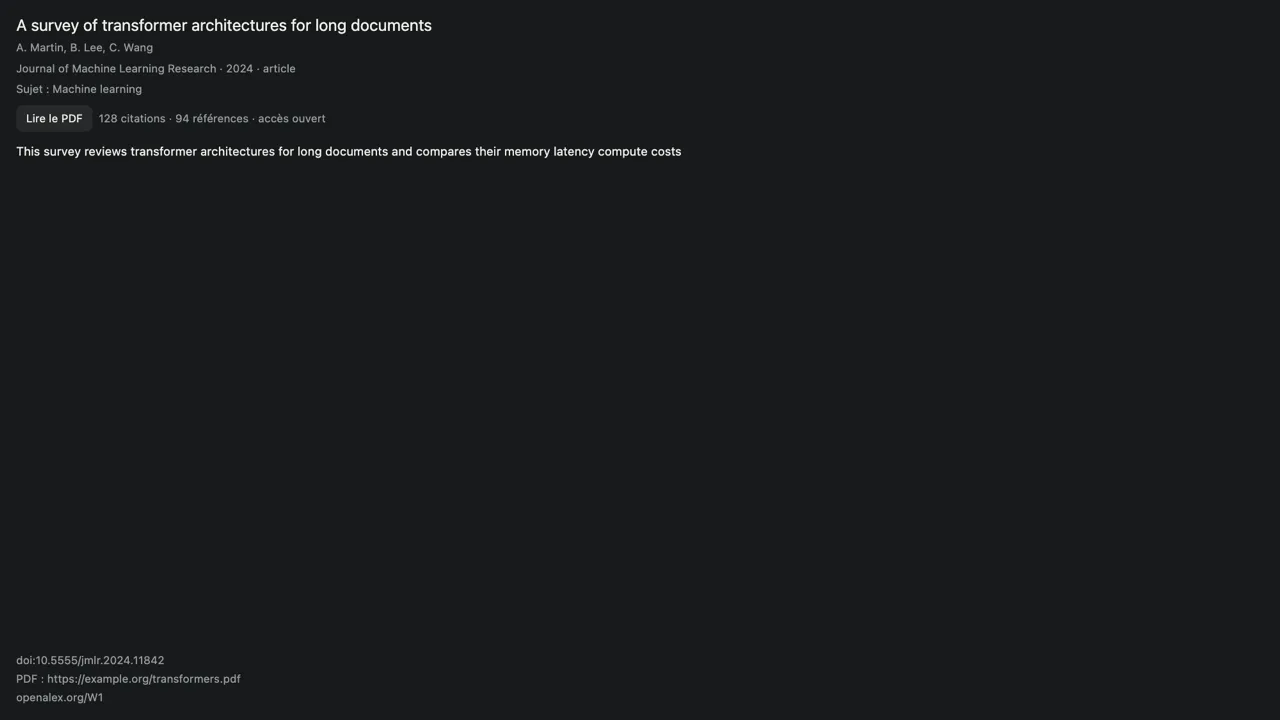 A survey of transformer architectures for long documents
A. Martin, B. Lee, C. Wang
Journal of Machine Learning Research · 2024 · article
Sujet : Machine learning
Lire le PDF 128 citations · 94 références · accès ouvert
This survey reviews transformer architectures for long documents and compares their memory latency compute costs
doi:10.5555/jmlr.2024.11842
PDF : https://example.org/transformers.pdf
openalex.org/W1